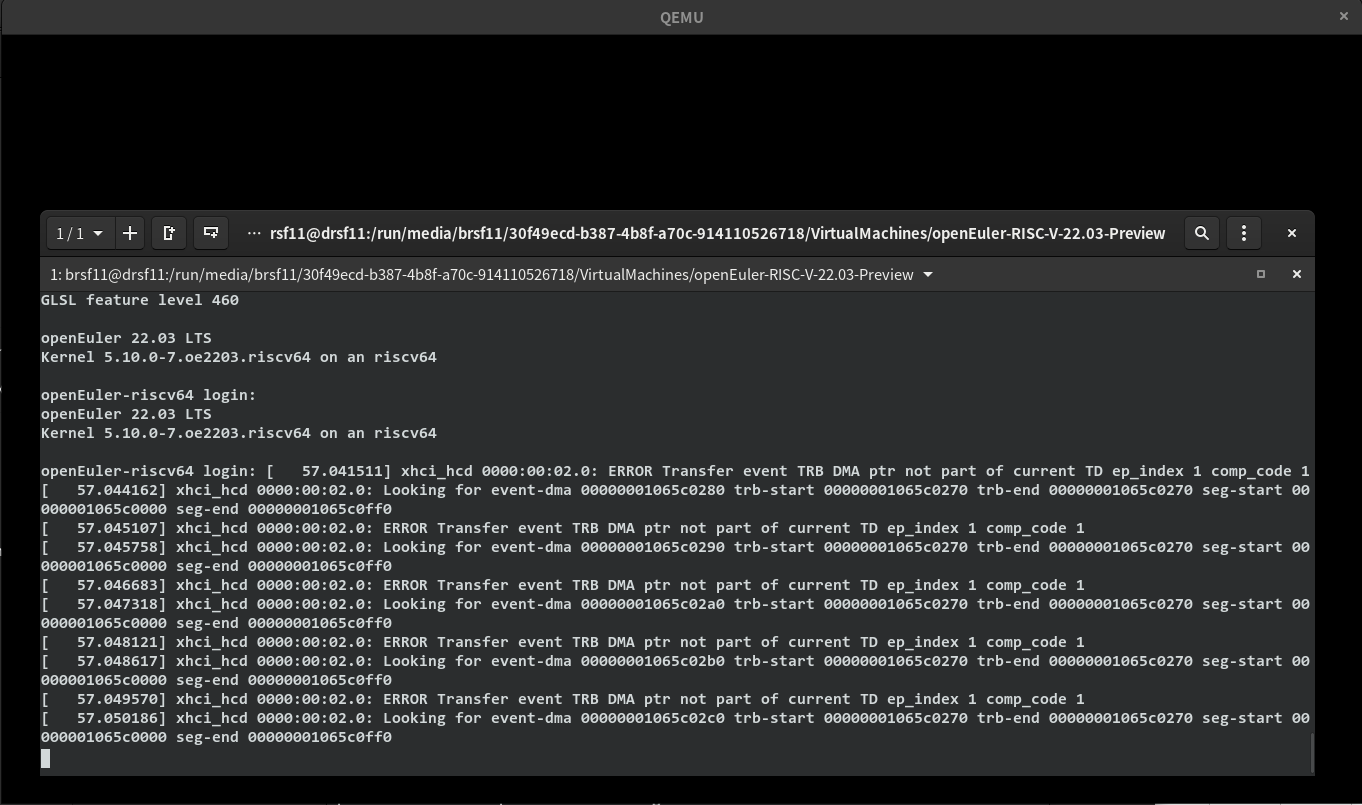 QEMU
1 / 1
rsf11@drsf11:/run/media/brsf11/30f49ecd-b387-4b8f-a70c-914110526718/VirtualMachines/openEuler-RISC-V-22.03-Preview
1: brsf11@drsf11:/run/media/brsf11/30f49ecd-b387-4b8f-a70c-914110526718/VirtualMachines/openEuler-RISC-V-22.03-Preview
GLSL feature level 460
openEuler 22.03 LTS
Kernel 5.10.0-7.oe2203.riscv64 on an riscv64
openEuler-riscv64 login:
openEuler 22.03 LTS
Kernel 5.10.0-7.oe2203.riscv64 on an riscv64
openEuler-riscv64 login: [   57.041511] xhci_hcd 0000:00:02.0: ERROR Transfer event TRB DMA ptr not part of current TD ep_index 1 comp_code 1
[   57.044162] xhci_hcd 0000:00:02.0: Looking for event-dma 00000001065c0280 trb-start 00000001065c0270 trb-end 00000001065c0270 seg-start 00
000001065c0000 seg-end 00000001065c0ff0
[   57.045107] xhci_hcd 0000:00:02.0: ERROR Transfer event TRB DMA ptr not part of current TD ep_index 1 comp_code 1
[   57.045758] xhci_hcd 0000:00:02.0: Looking for event-dma 00000001065c0290 trb-start 00000001065c0270 trb-end 00000001065c0270 seg-start 00
000001065c0000 seg-end 00000001065c0ff0
[   57.046683] xhci_hcd 0000:00:02.0: ERROR Transfer event TRB DMA ptr not part of current TD ep_index 1 comp_code 1
[   57.047318] xhci_hcd 0000:00:02.0: Looking for event-dma 00000001065c02a0 trb-start 00000001065c0270 trb-end 00000001065c0270 seg-start 00
000001065c0000 seg-end 00000001065c0ff0
[   57.048121] xhci_hcd 0000:00:02.0: ERROR Transfer event TRB DMA ptr not part of current TD ep_index 1 comp_code 1
[   57.048617] xhci_hcd 0000:00:02.0: Looking for event-dma 00000001065c02b0 trb-start 00000001065c0270 trb-end 00000001065c0270 seg-start 00
000001065c0000 seg-end 00000001065c0ff0
[   57.049570] xhci_hcd 0000:00:02.0: ERROR Transfer event TRB DMA ptr not part of current TD ep_index 1 comp_code 1
[   57.050186] xhci_hcd 0000:00:02.0: Looking for event-dma 00000001065c02c0 trb-start 00000001065c0270 trb-end 00000001065c0270 seg-start 00
000001065c0000 seg-end 00000001065c0ff0